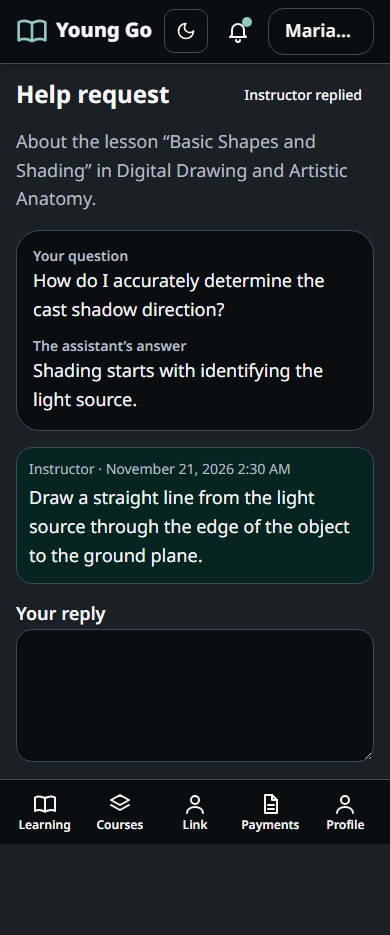 Young Go
Maria...
Help request
Instructor replied
About the lesson “Basic Shapes and
Shading” in Digital Drawing and Artistic
Anatomy.
Your question
How do I accurately determine the
cast shadow direction?
The assistant’s answer
Shading starts with identifying the
light source.
Instructor · November 21, 2026 2:30 AM
Draw a straight line from the light
source through the edge of the object
to the ground plane.
Your reply
Learning
Courses
Link
Payments
Profile